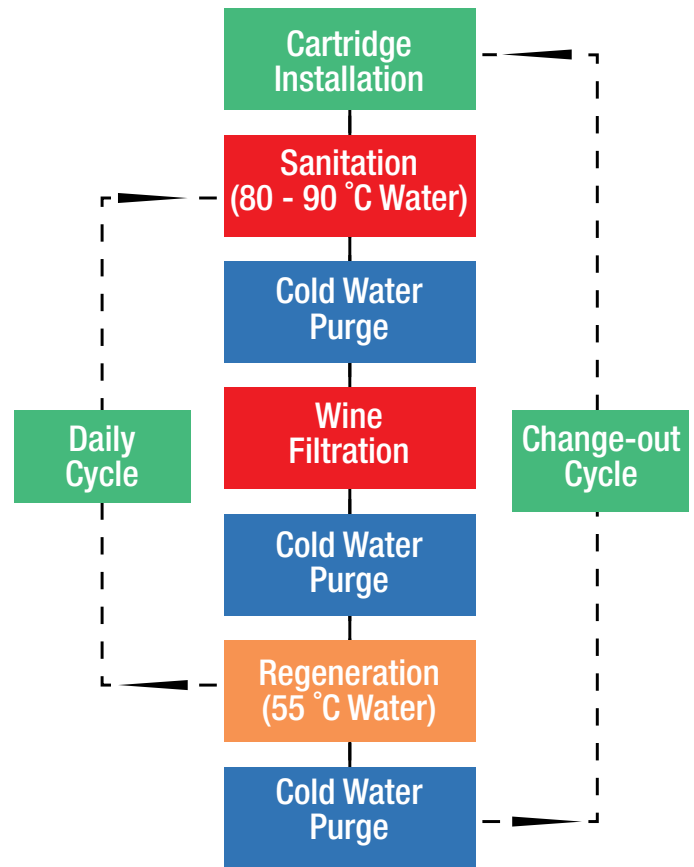 Cartridge
Installation
Sanitation
(80 - 90 ˚C Water)
Cold Water
Purge
Wine
Filtration
Daily
Cycle
Change-out
Cycle
Cold Water
Purge
Regeneration
(55 ˚C Water)
Cold Water
Purge